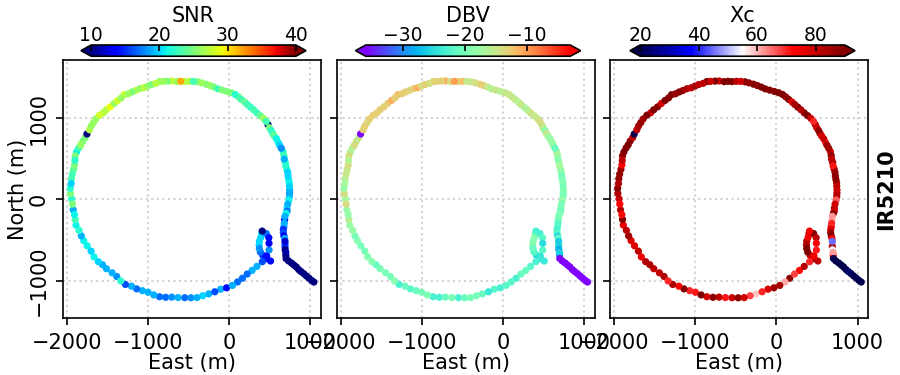 SNR DBV Xc
10 20 30 40 −30 −20 −10 20 40 60 80
North (m)
1000
0
−1000
IR5210
−2000 −1000 0 1000 −2000 −1000 0 1000 −2000 −1000 0 1000
East (m) East (m) East (m)